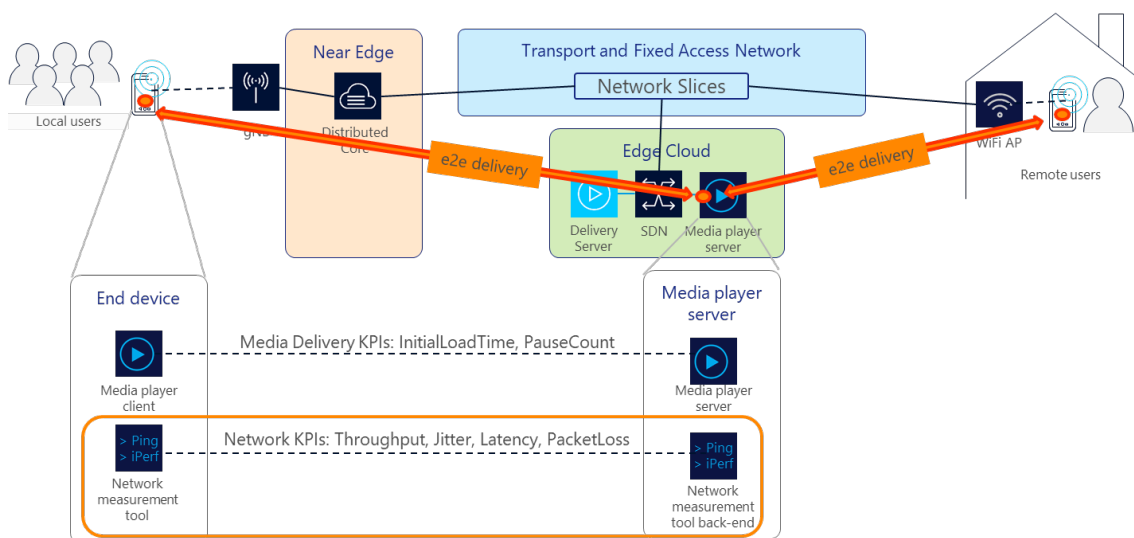 Near Edge
Transport and Fixed Access Network
Network Slices
Local users
gNB
Distributed
Core
WiFi AP
Remote users
e2e delivery
e2e delivery
Edge Cloud
Delivery
Server
SDN
Media player
server
End device
Media player
server
Media Delivery KPIs: InitialLoadTime, PauseCount
Media player
client
Media player
server
Network KPIs: Throughput, Jitter, Latency, PacketLoss
> Ping
> iPerf
> Ping
> iPerf
Network
measurement
tool
Network
measurement
tool back-end